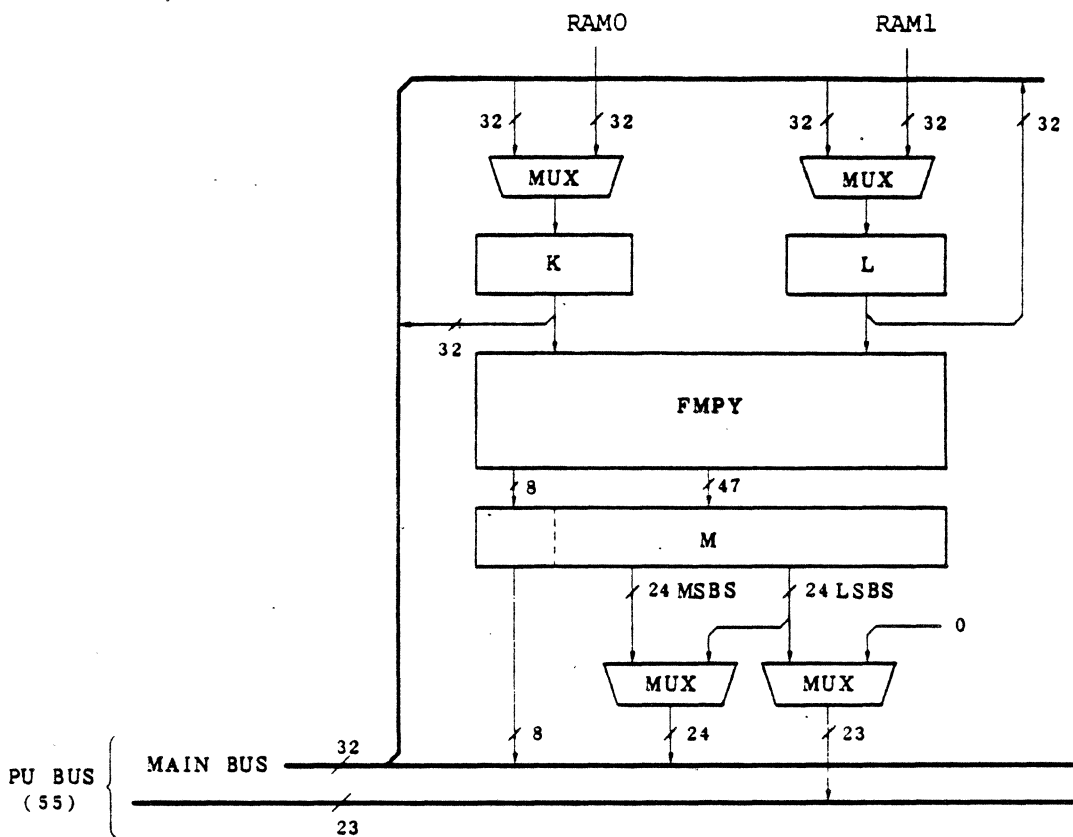 RAM0 RAM1
32 32 32 32 32
MUX MUX
K L
32
FMPY
8 47
M
24 MSBS 24 LSBS
0
MUX MUX
8 24 23
32
MAIN BUS
PU BUS
(55)
23